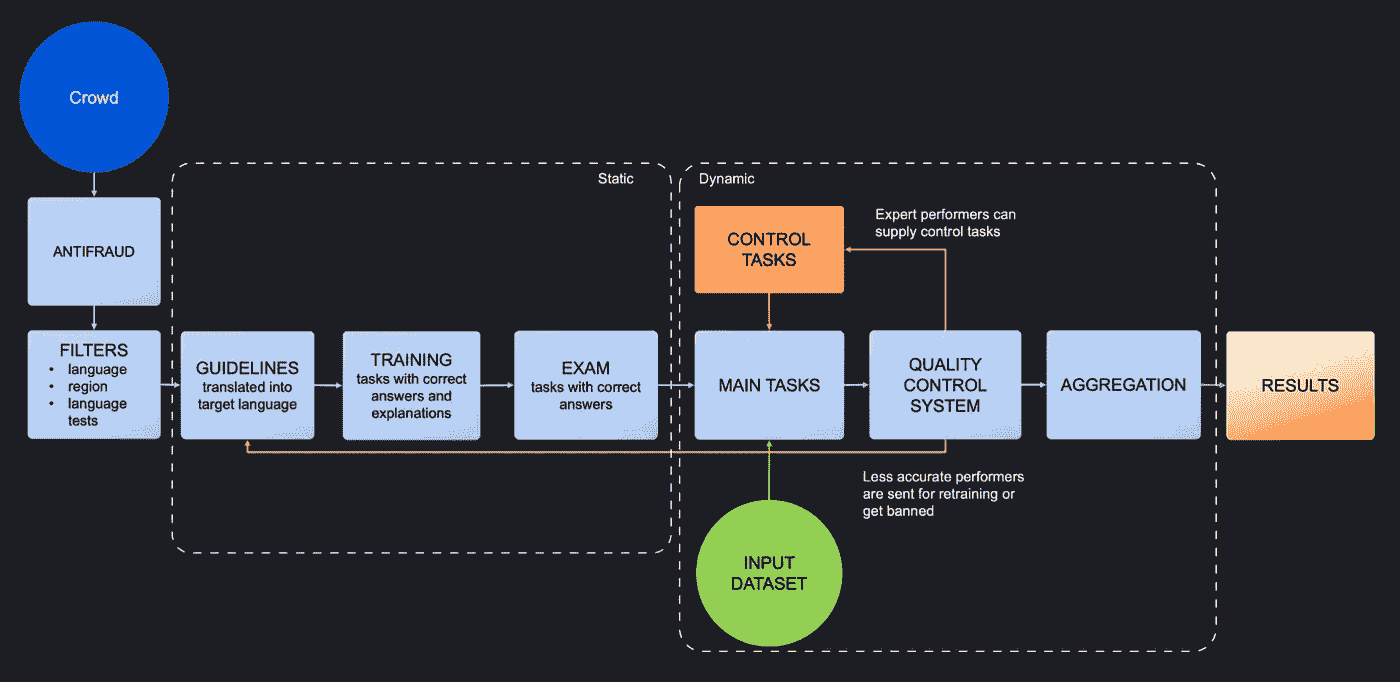 Crowd
ANTIFRAUD
FILTERS
• language
• region
• language
tests
Static
GUIDELINES
translated into
target language
TRAINING
tasks with correct
answers and
explanations
EXAM
tasks with correct
answers
Dynamic
CONTROL
TASKS
Expert performers can
supply control tasks
MAIN TASKS
QUALITY
CONTROL
SYSTEM
AGGREGATION
RESULTS
Less accurate performers
are sent for retraining or
get banned
INPUT
DATASET